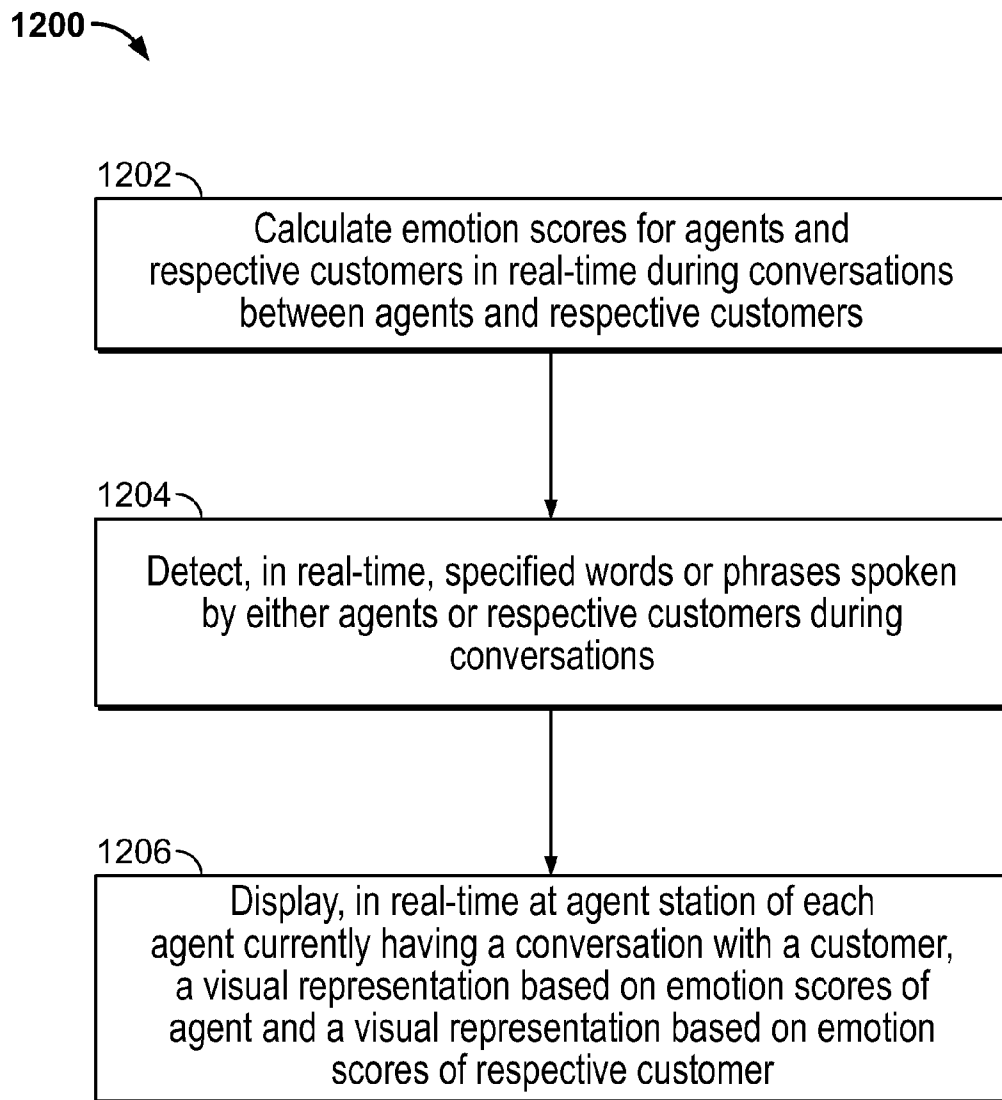 1200
1202
Calculate emotion scores for agents and
respective customers in real-time during conversations
between agents and respective customers
1204
Detect, in real-time, specified words or phrases spoken
by either agents or respective customers during
conversations
1206
Display, in real-time at agent station of each
agent currently having a conversation with a customer,
a visual representation based on emotion scores of
agent and a visual representation based on emotion
scores of respective customer